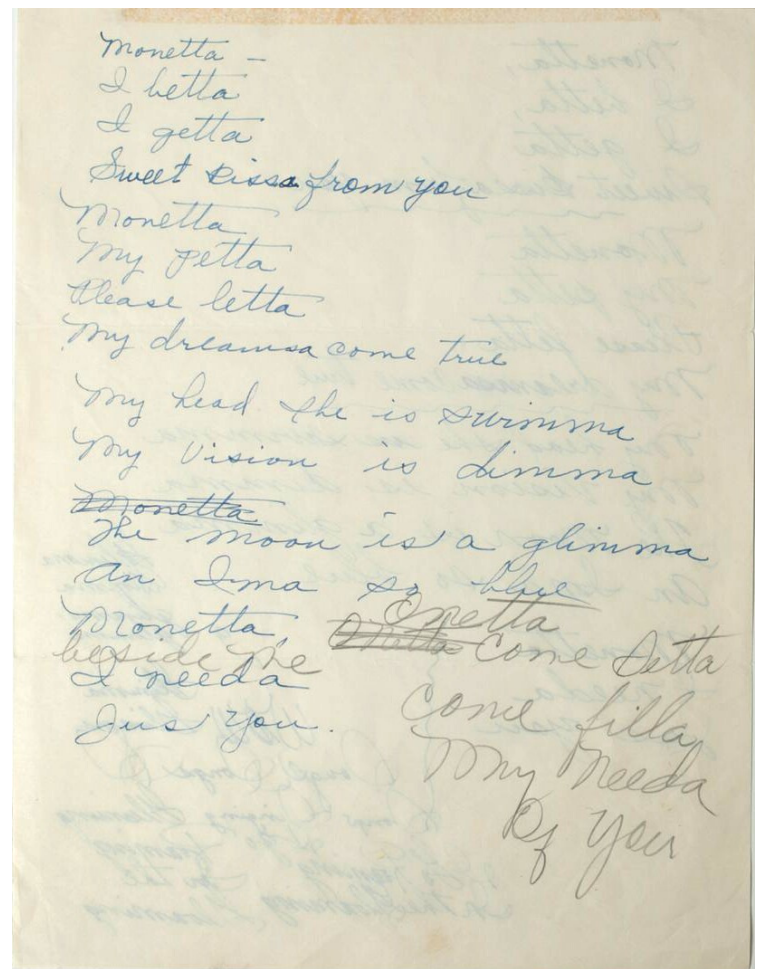 Monetta –
I betta
I getta
Sweet kissa from you
Monetta
My petta
Please letta
My dreamsa come true
My head she is swimma
My Vision is dimma
Monetta
The moon is a glimma
An Ima so blue
Monetta, Onetta
beside me Come Setta
I needa
Jus You.
come filla
My Needa
Of You